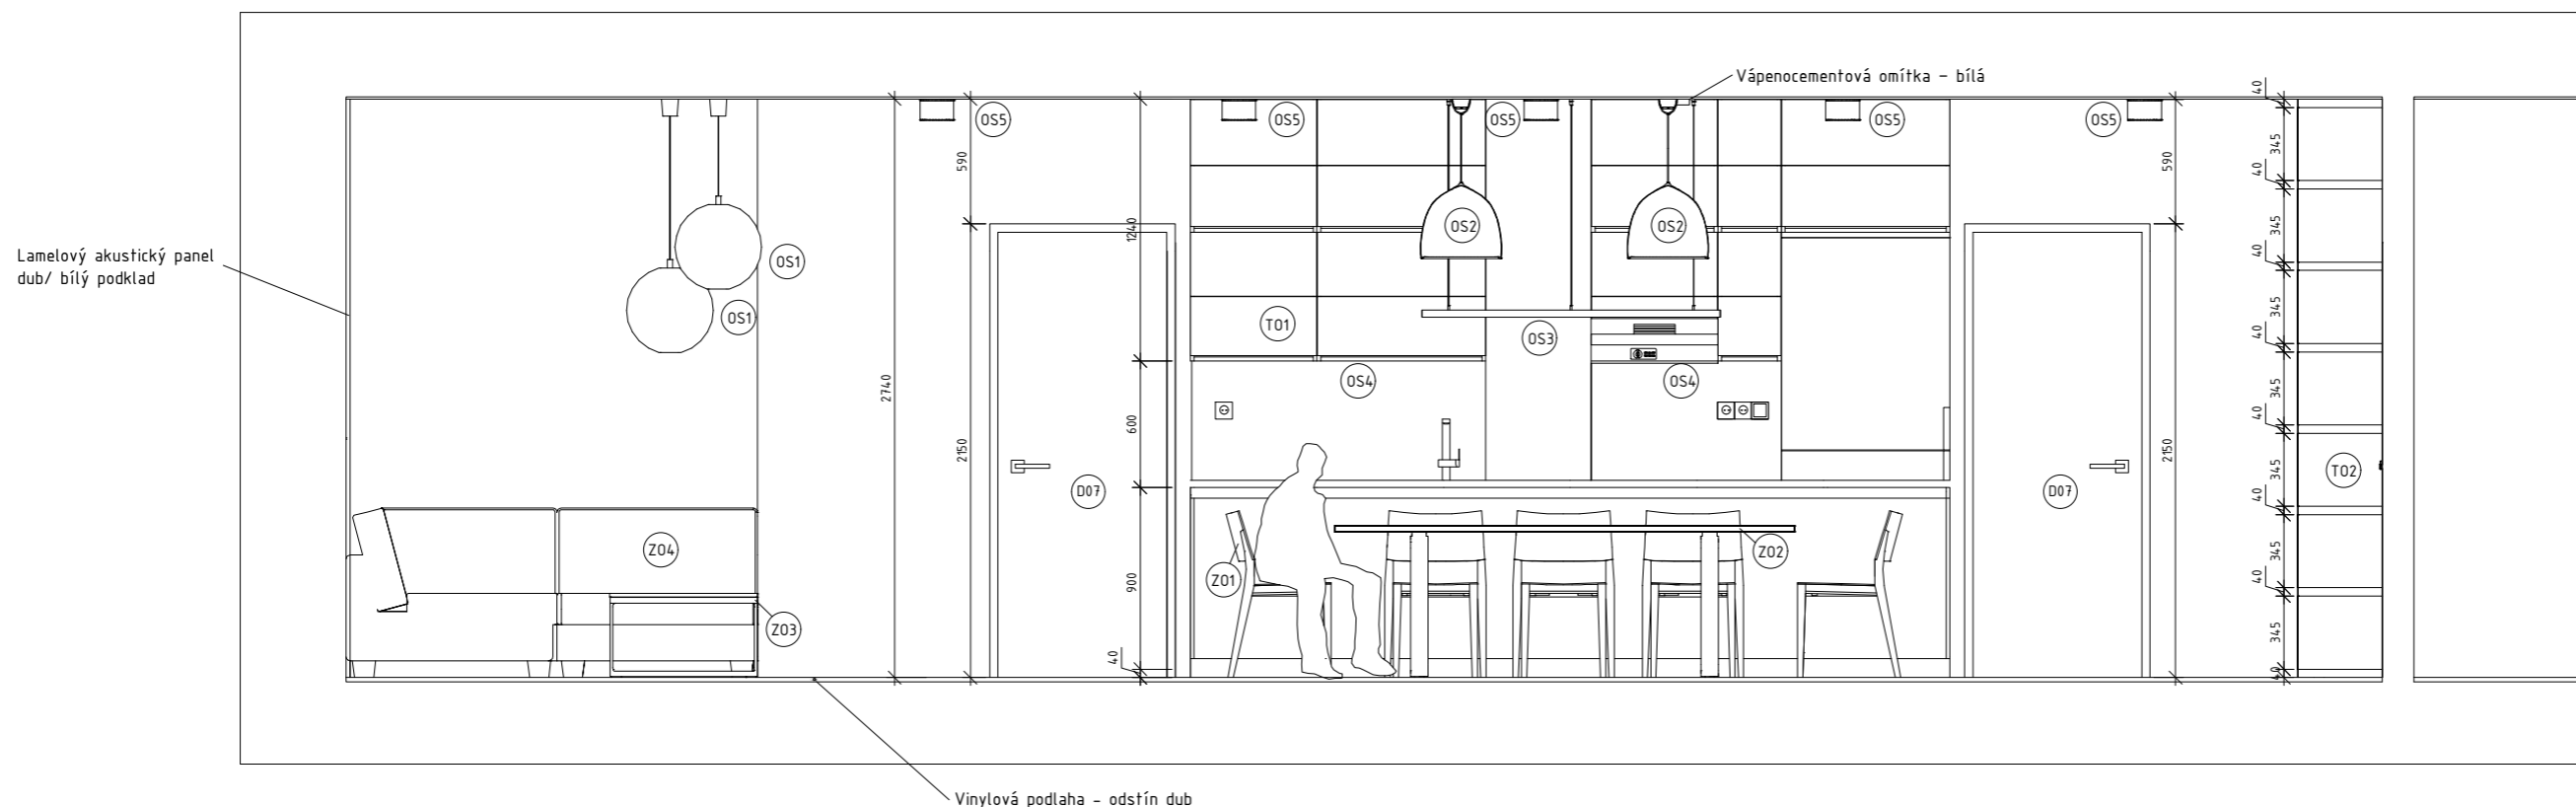 Vápenocementová omítka - bílá
Lamelový akustický panel
dub/ bílý podklad
OS5
OS5
OS5
OS5
OS5
OS2
OS2
OS1
OS1
T01
OS3
OS4
OS4
D07
D07
T02
Z04
Z03
Z01
Z02
2740
590
2150
1240
600
900
40
590
2150
40
345
40
345
40
345
40
345
40
345
40
345
40
345
40
Vinylová podlaha - odstín dub